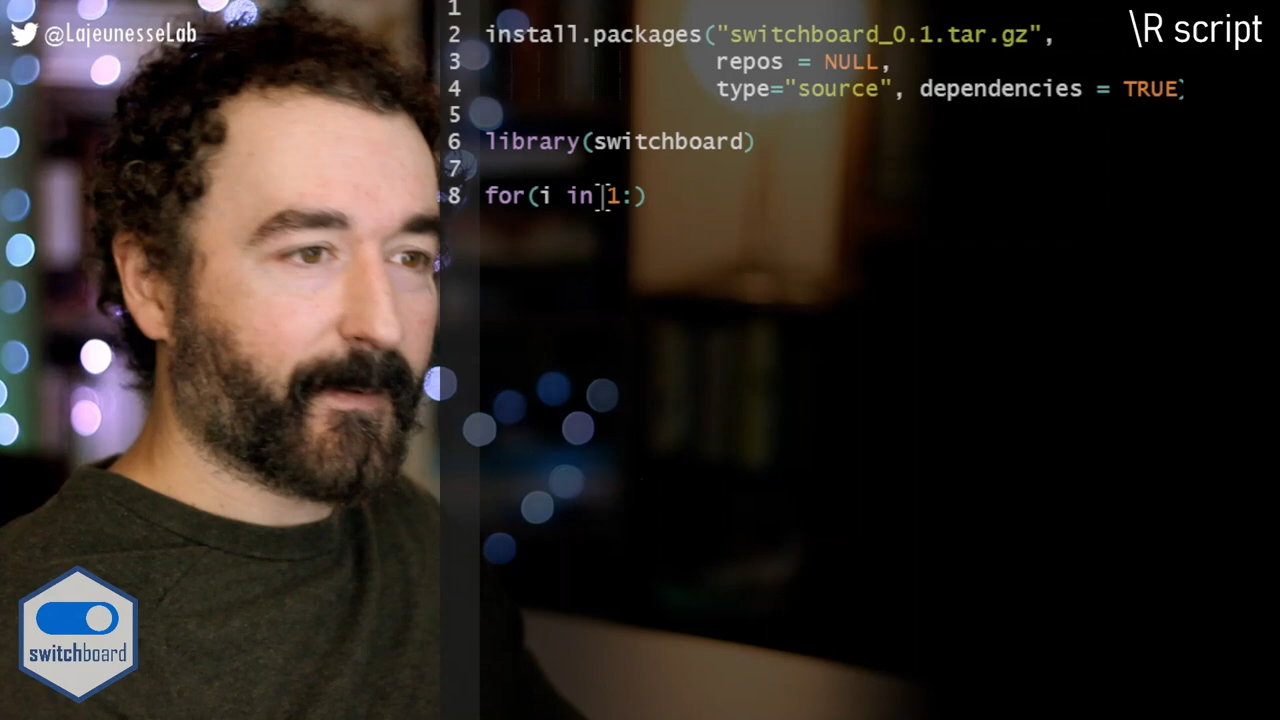 @LajeunesseLab
\R script
1
2 install.packages("switchboard_0.1.tar.gz",
3 repos = NULL,
4 type="source", dependencies = TRUE)
5
6 library(switchboard)
7
8 for(i in 1:)
switchboard